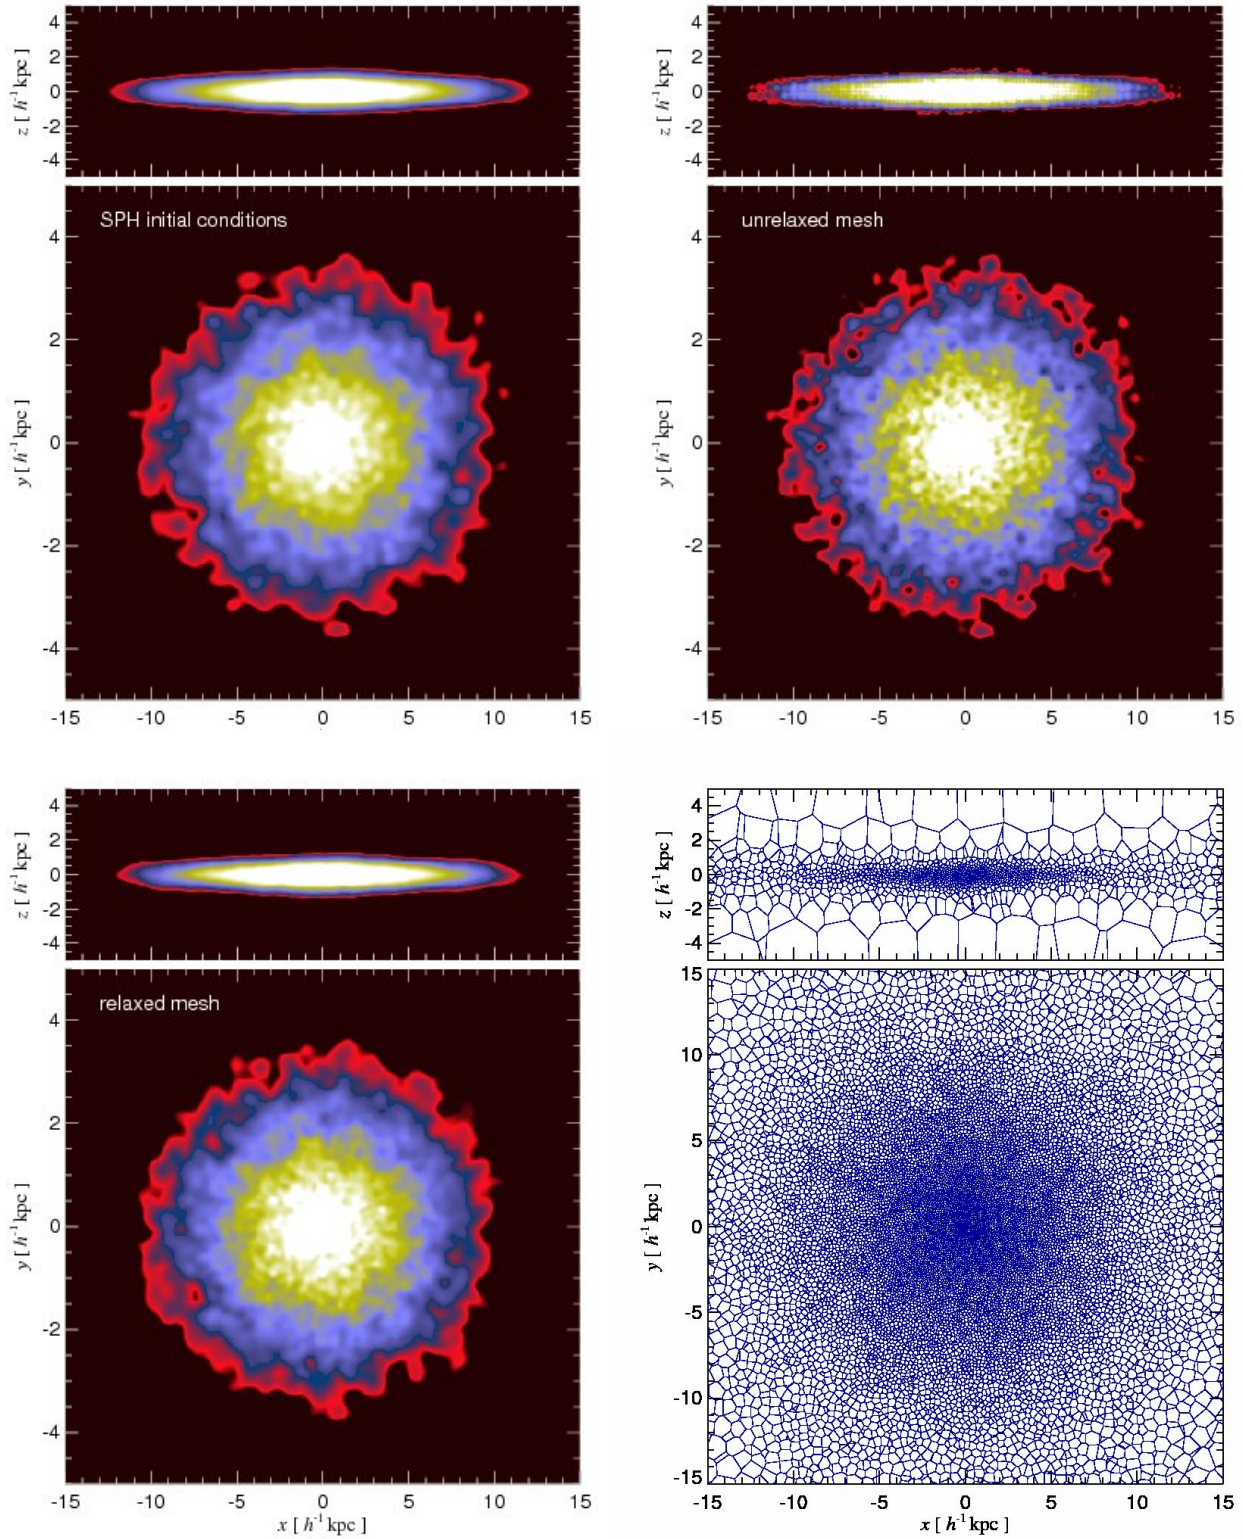 4
2
0
-2
-4
z [ h⁻¹ kpc ]
4
2
0
-2
-4
z [ h⁻¹ kpc ]
SPH initial conditions
4
2
0
-2
-4
y [ h⁻¹ kpc ]
-15 -10 -5 0 5 10 15
unrelaxed mesh
4
2
0
-2
-4
y [ h⁻¹ kpc ]
-15 -10 -5 0 5 10 15
4
2
0
-2
-4
z [ h⁻¹ kpc ]
4
2
0
-2
-4
z [ h⁻¹ kpc ]
relaxed mesh
4
2
0
-2
-4
y [ h⁻¹ kpc ]
-15 -10 -5 0 5 10 15
x [ h⁻¹ kpc ]
15
10
5
0
-5
-10
-15
y [ h⁻¹ kpc ]
-15 -10 -5 0 5 10 15
x [ h⁻¹ kpc ]